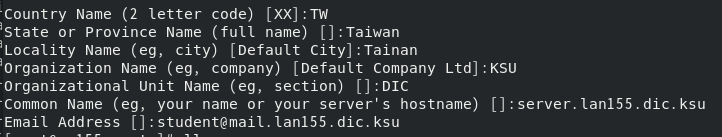 Country Name (2 letter code) [XX]:TW
State or Province Name (full name) []:Taiwan
Locality Name (eg, city) [Default City]:Tainan
Organization Name (eg, company) [Default Company Ltd]:KSU
Organizational Unit Name (eg, section) []:DIC
Common Name (eg, your name or your server's hostname) []:server.lan155.dic.ksu
Email Address []:student@mail.lan155.dic.ksu